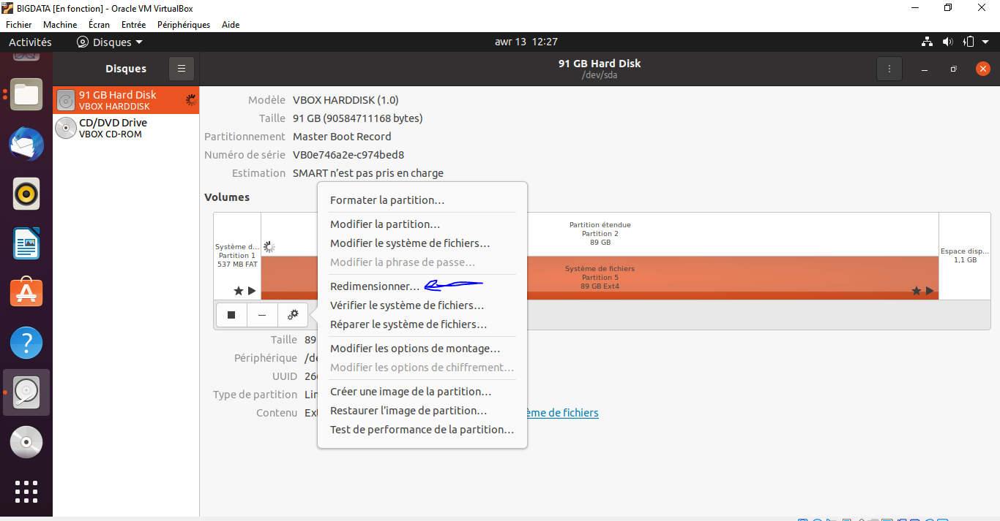 BIGDATA [En fonction] - Oracle VM VirtualBox
Fichier Machine Écran Entrée Périphériques Aide
Activités Disques awr 13 12:27
Disques
91 GB Hard Disk
/dev/sda
91 GB Hard Disk
VBOX HARDDISK
CD/DVD Drive
VBOX CD-ROM
Modèle VBOX HARDDISK (1.0)
Taille 91 GB (90584711168 bytes)
Partitionnement Master Boot Record
Numéro de série VB0e746a2e-c974bed8
Estimation SMART n’est pas pris en charge
Volumes
Système d...
Partition 1
537 MB FAT
Partition étendue
Partition 2
89 GB
Système de fichiers
Partition 5
89 GB Ext4
Espace disp...
1,1 GB
Formater la partition…
Modifier la partition…
Modifier le système de fichiers…
Modifier la phrase de passe…
Redimensionner…
Vérifier le système de fichiers…
Réparer le système de fichiers…
Modifier les options de montage…
Modifier les options de chiffrement…
Créer une image de la partition…
Restaurer l’image de partition…
Test de performance de la partition…
Taille 89
Périphérique /de
UUID 26
Type de partition Lin
Contenu Ext
ème de fichiers